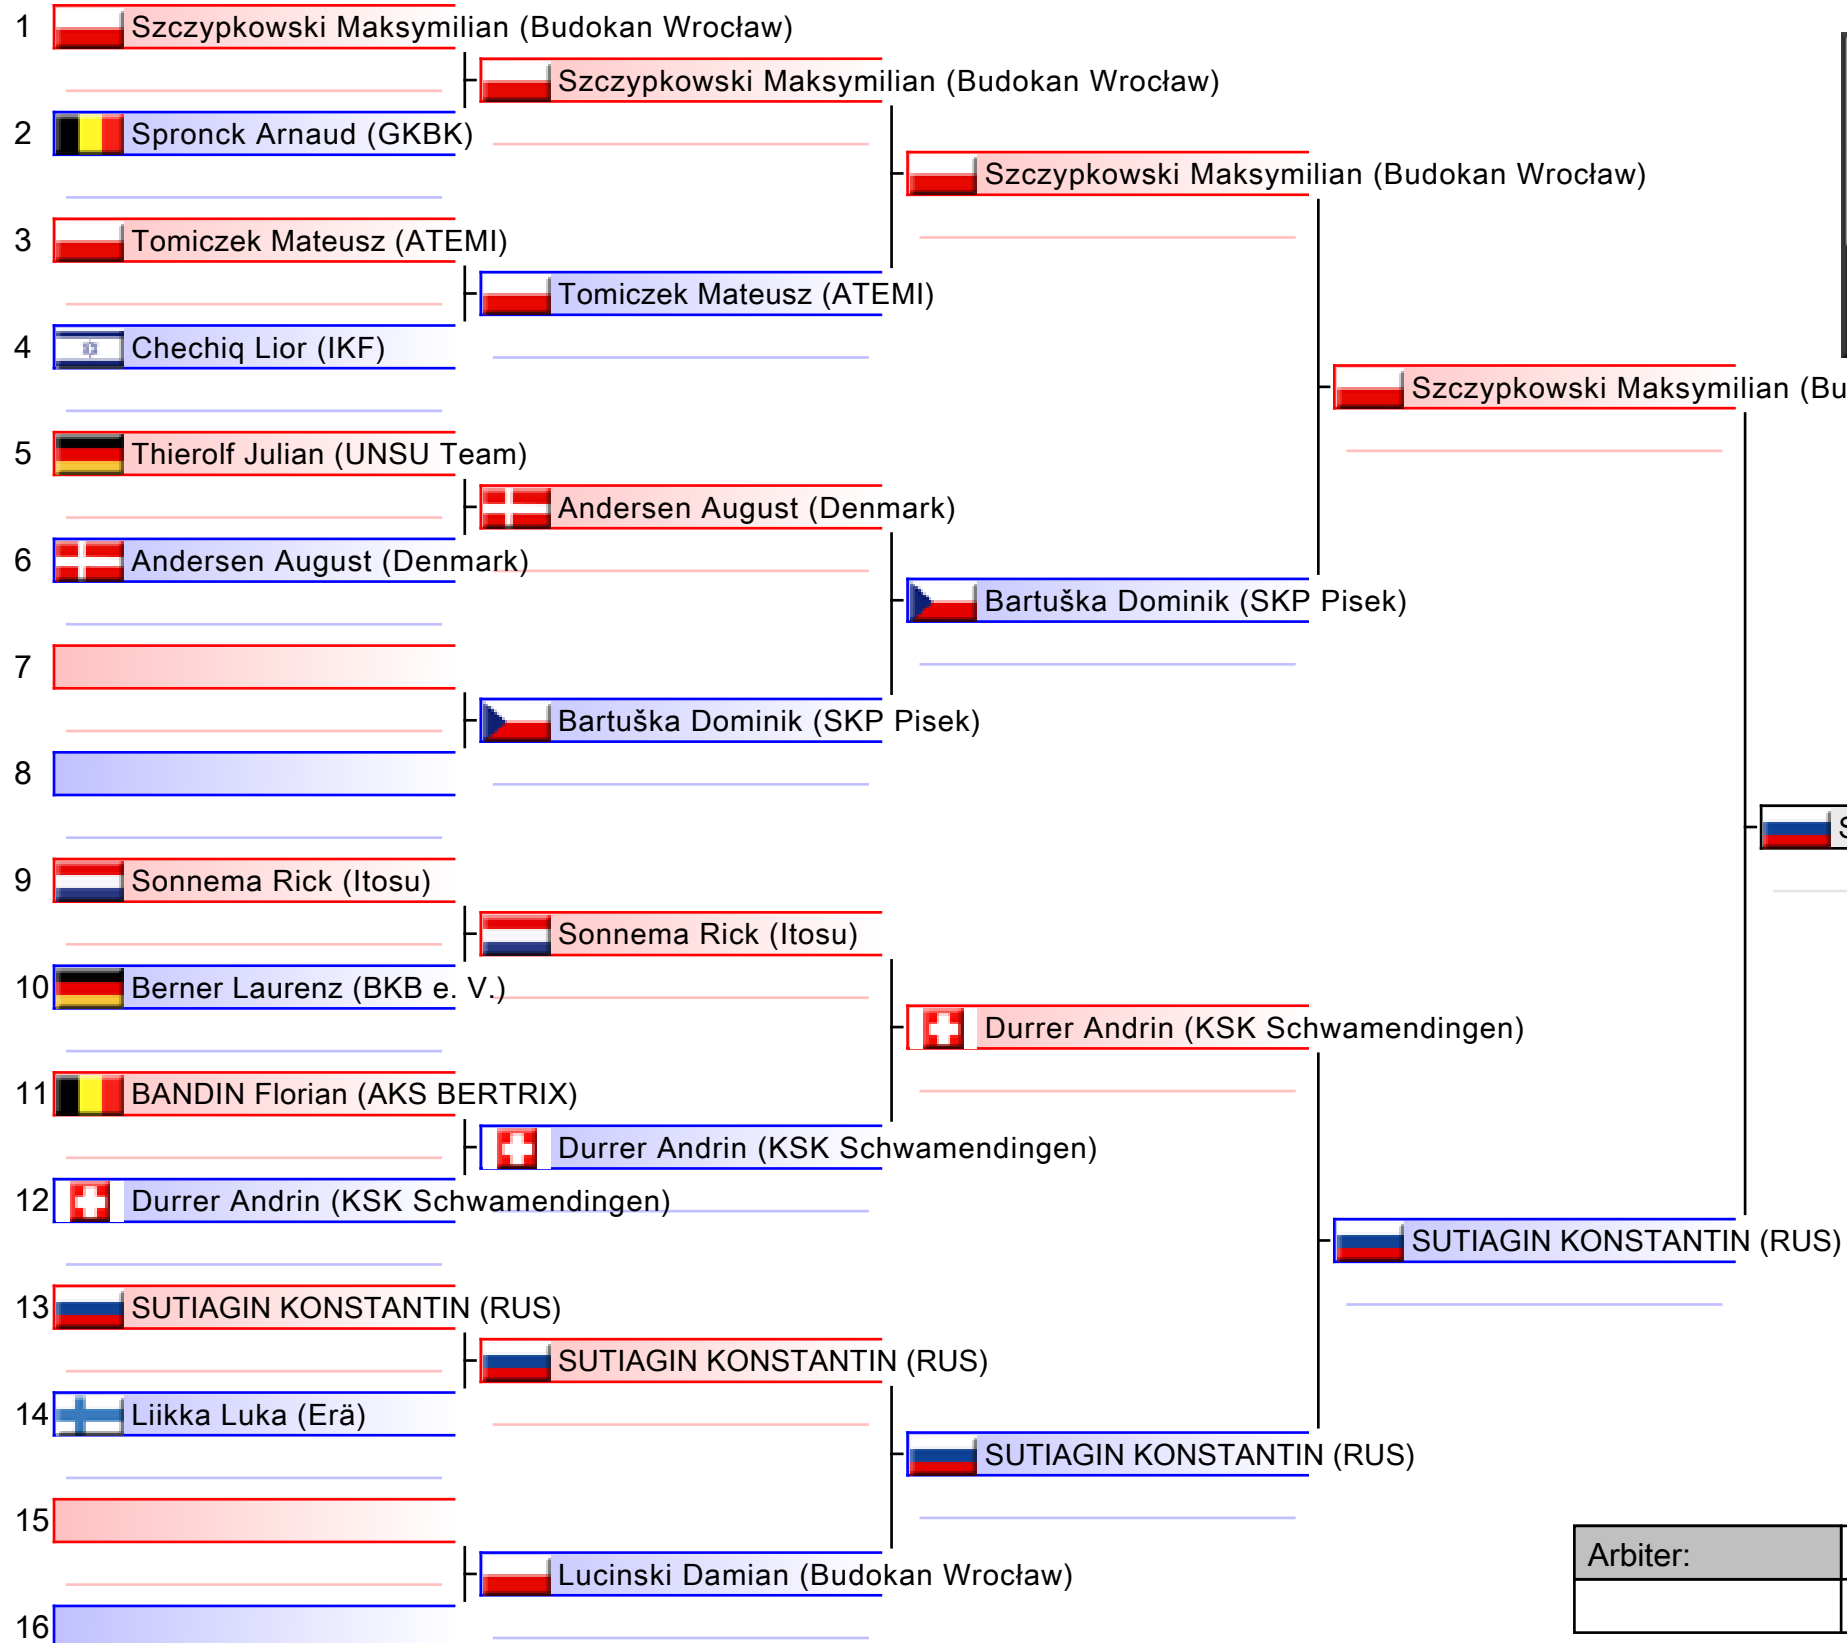 1 Szczypkowski Maksymilian (Budokan Wrocław)
Szczypkowski Maksymilian (Budokan Wrocław)
2 Spronck Arnaud (GKBK)
Szczypkowski Maksymilian (Budokan Wrocław)
3 Tomiczek Mateusz (ATEMI)
Tomiczek Mateusz (ATEMI)
4 Chechiq Lior (IKF)
Szczypkowski Maksymilian (Bu
5 Thierolf Julian (UNSU Team)
Andersen August (Denmark)
6 Andersen August (Denmark)
Bartuška Dominik (SKP Pisek)
7
Bartuška Dominik (SKP Pisek)
8
S
9 Sonnema Rick (Itosu)
Sonnema Rick (Itosu)
10 Berner Laurenz (BKB e. V.)
Durrer Andrin (KSK Schwamendingen)
11 BANDIN Florian (AKS BERTRIX)
Durrer Andrin (KSK Schwamendingen)
12 Durrer Andrin (KSK Schwamendingen)
SUTIAGIN KONSTANTIN (RUS)
13 SUTIAGIN KONSTANTIN (RUS)
SUTIAGIN KONSTANTIN (RUS)
14 Liikka Luka (Erä)
SUTIAGIN KONSTANTIN (RUS)
15
Arbiter:
Lucinski Damian (Budokan Wrocław)
16